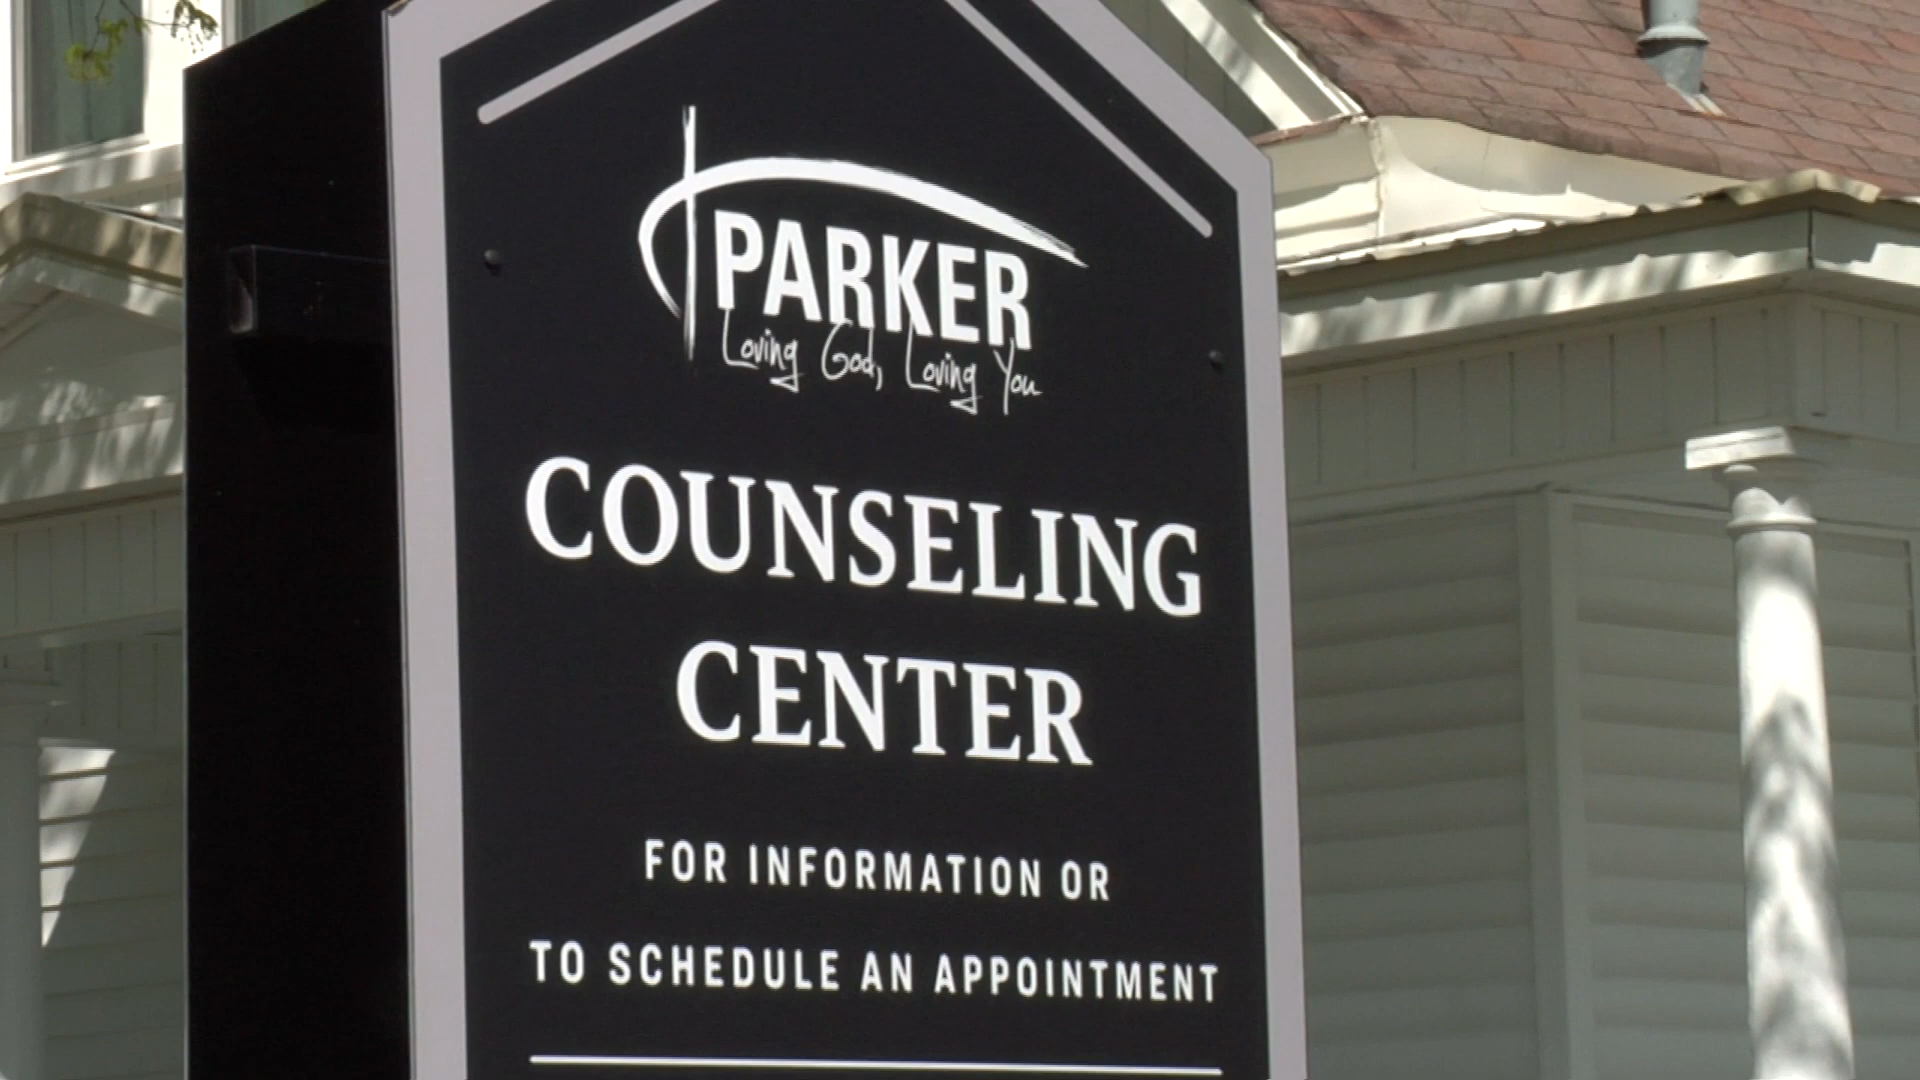 PARKER
Loving God, Loving You
COUNSELING
CENTER
FOR INFORMATION OR
TO SCHEDULE AN APPOINTMENT